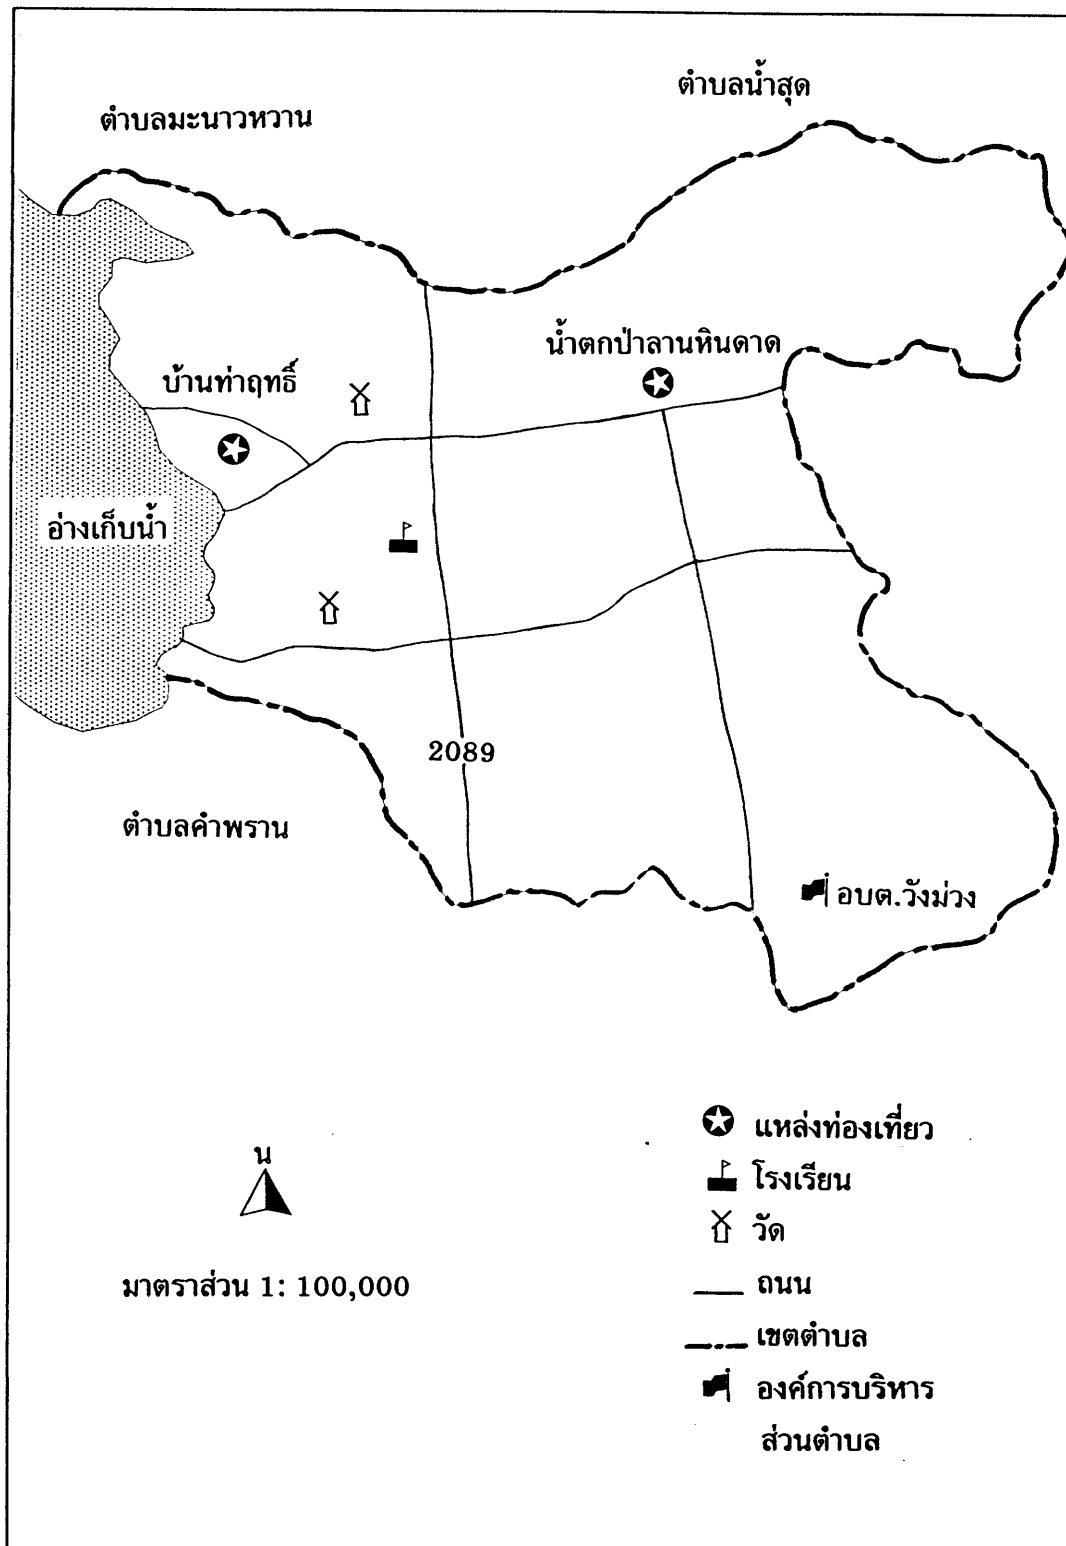 ตำบลน้ำสุด
ตำบลมะนาวหวาน
น้ำตกป่าลานหินดาด
บ้านท่าฤทธิ์
อ่างเก็บน้ำ
2089
ตำบลคำพราน
อบต.วังม่วง
แหล่งท่องเที่ยว
น
โรงเรียน
วัด
มาตราส่วน 1: 100,000
ถนน
เขตตำบล
องค์การบริหาร
ส่วนตำบล